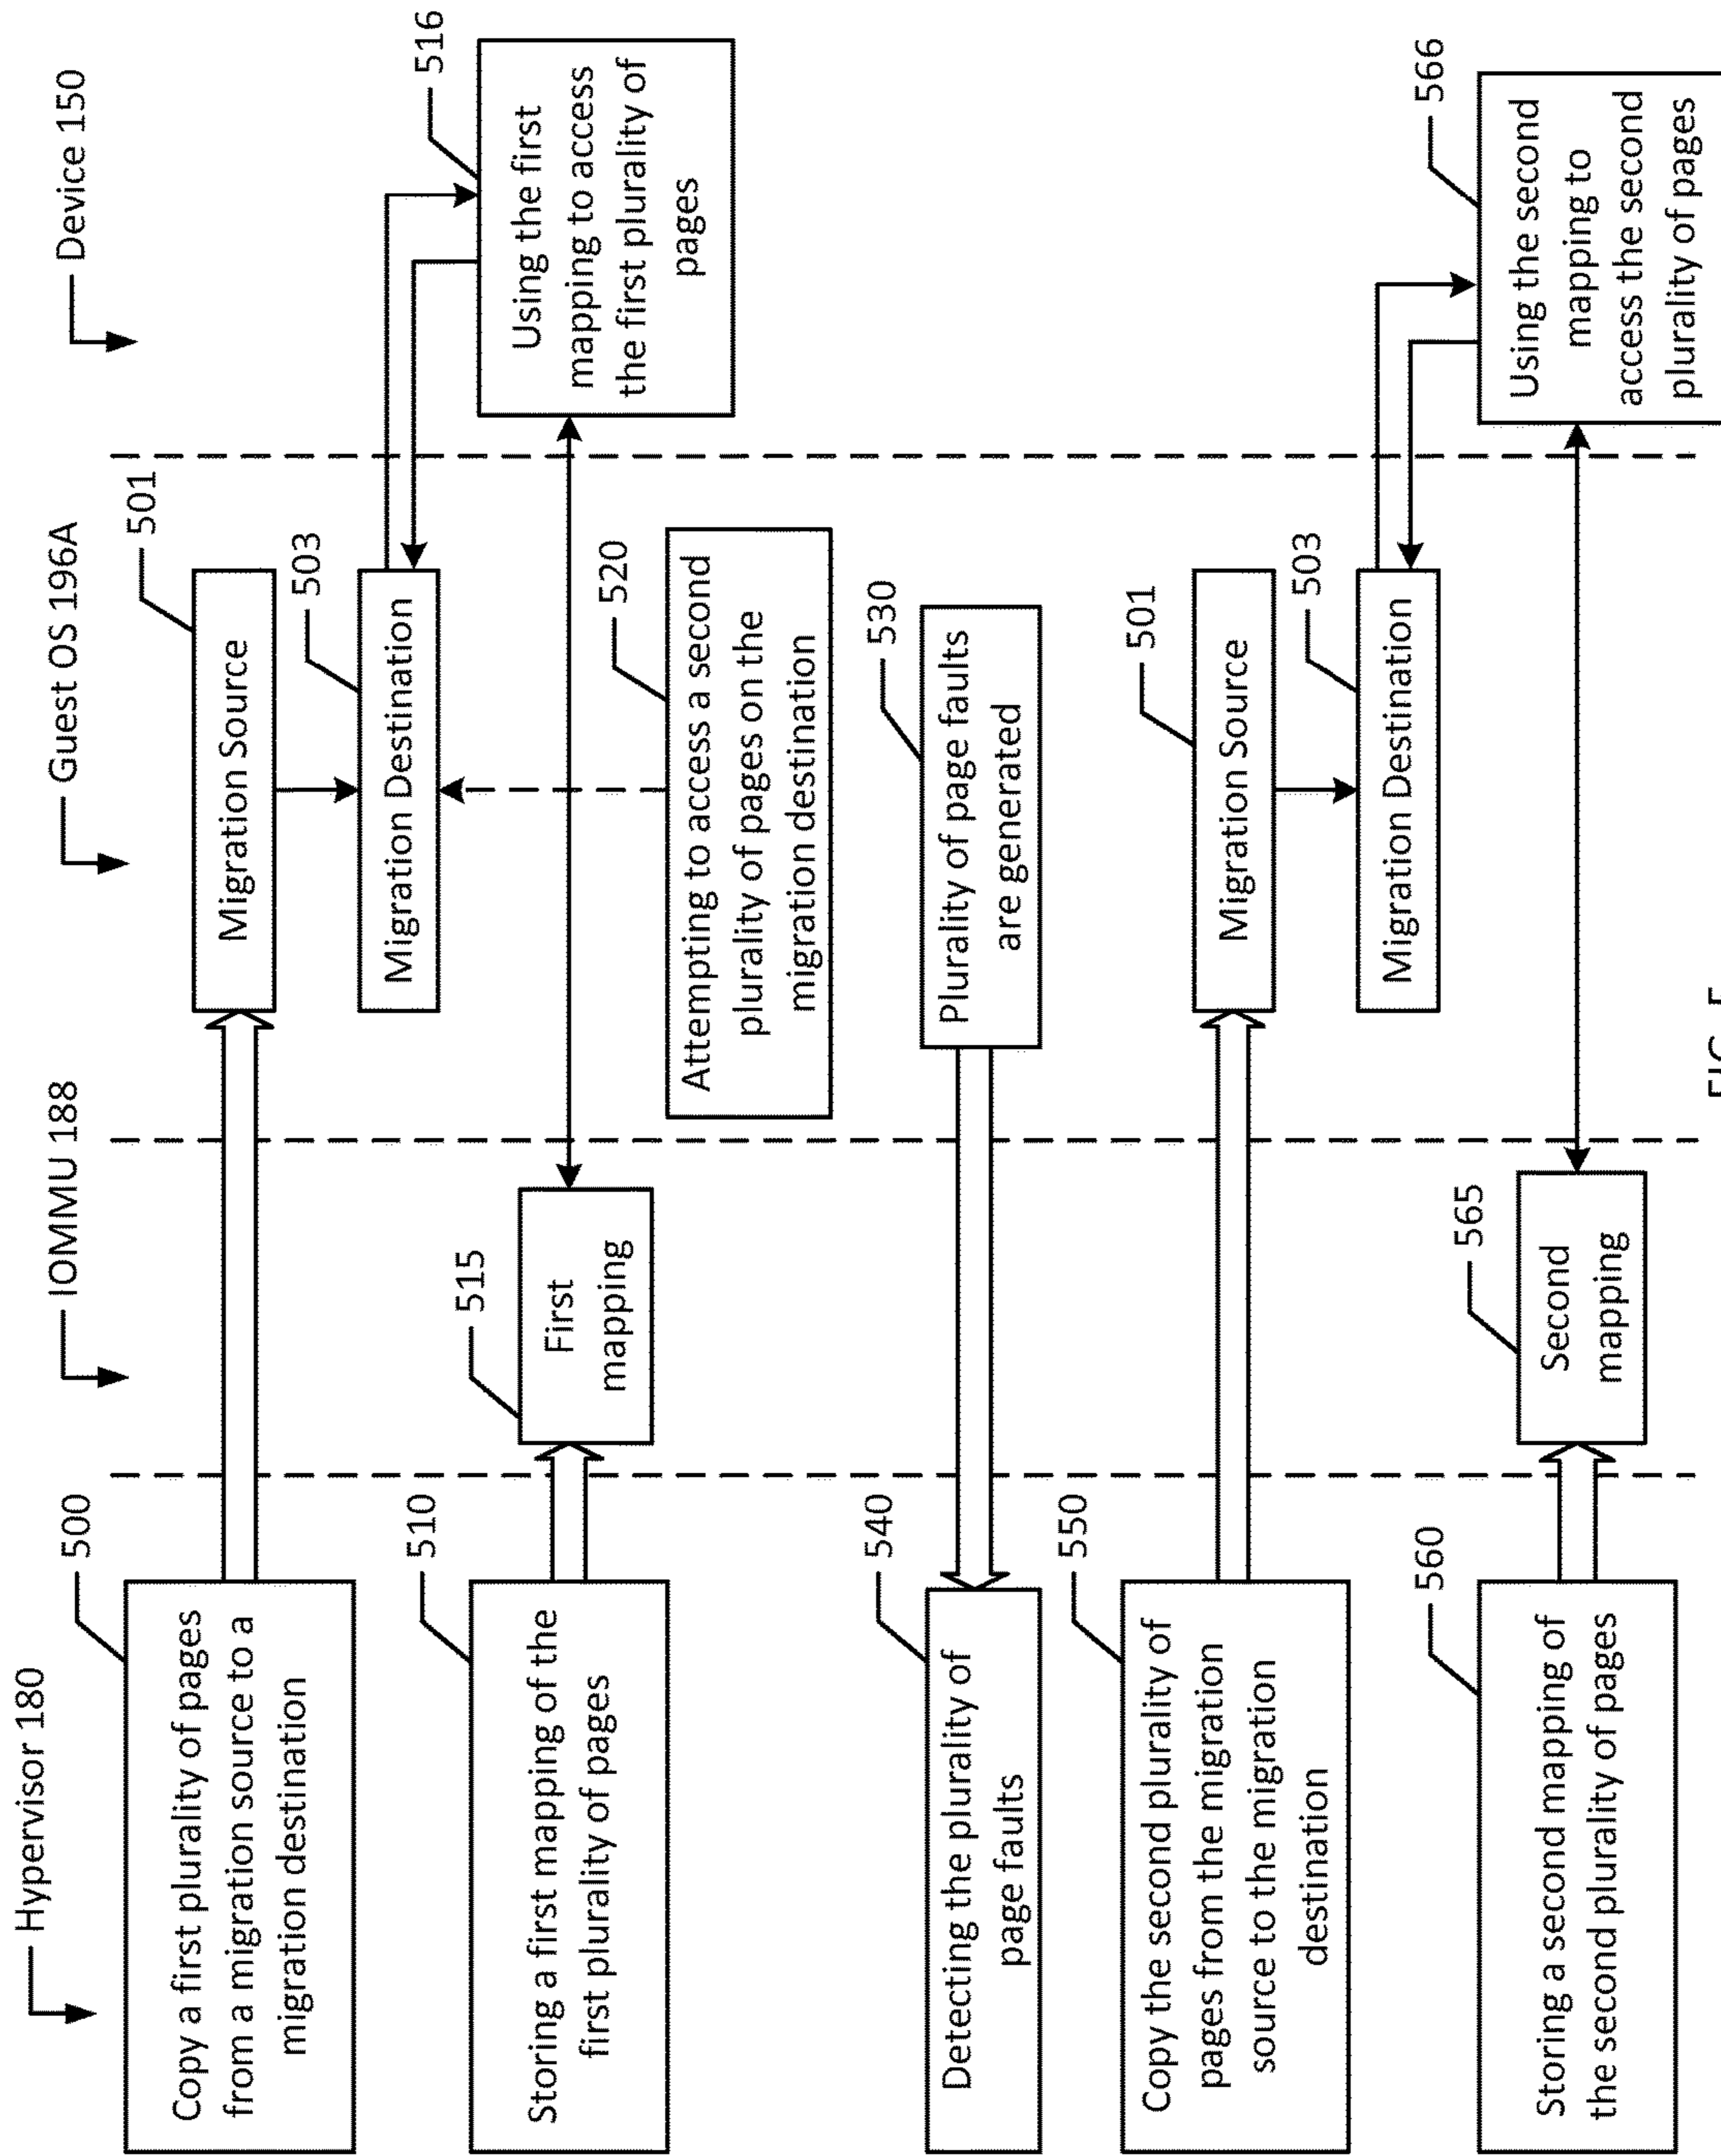 Hypervisor 180
IOMMU 188
Guest OS 196A
Device 150
500
Copy a first plurality of pages
from a migration source to a
migration destination
501
Migration Source
503
Migration Destination
510
Storing a first mapping of the
first plurality of pages
515
First
mapping
516
Using the first
mapping to access
the first plurality of
pages
520
Attempting to access a second
plurality of pages on the
migration destination
530
Plurality of page faults
are generated
540
Detecting the plurality of
page faults
550
Copy the second plurality of
pages from the migration
source to the migration
destination
501
Migration Source
503
Migration Destination
560
Storing a second mapping of
the second plurality of pages
565
Second
mapping
566
Using the second
mapping to
access the second
plurality of pages
FIG.